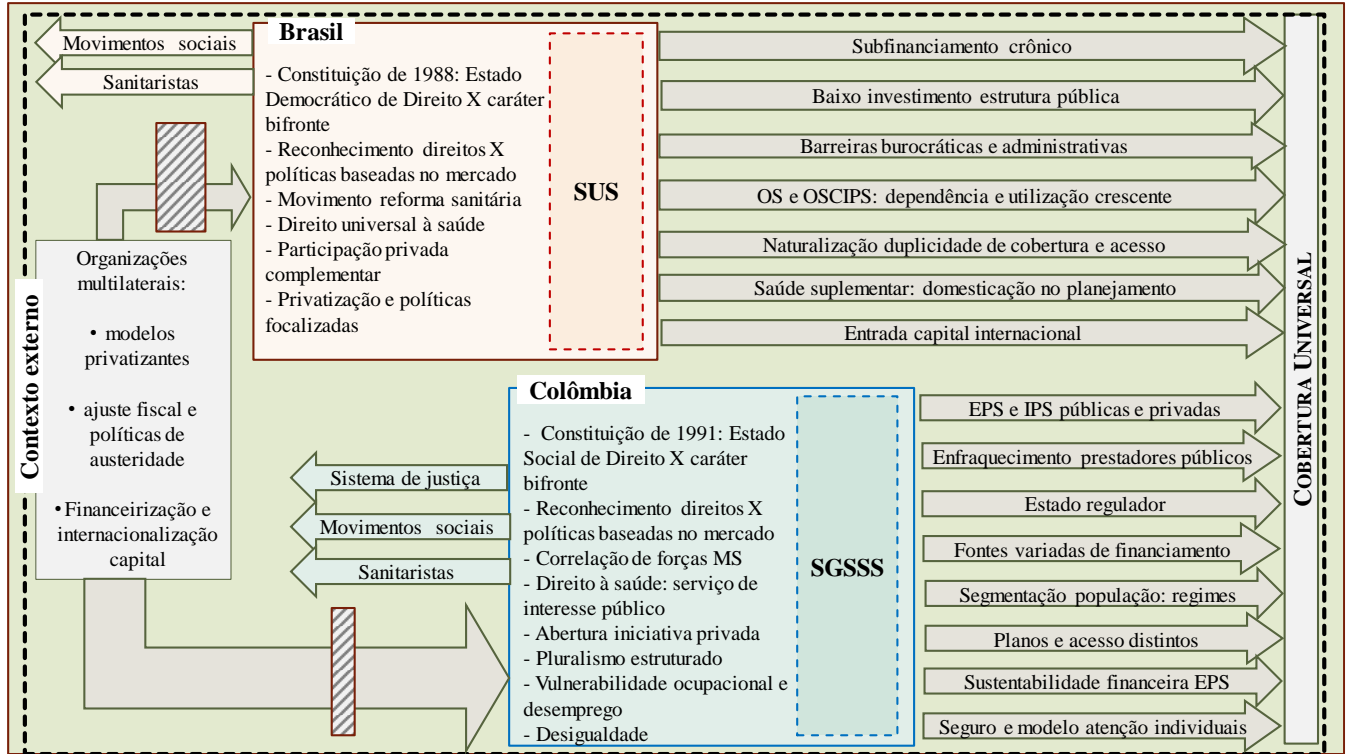 Contexto externo
Movimentos sociais
Sanitaristas
Organizações
multilaterais:
• modelos
privatizantes
• ajuste fiscal e
políticas de
austeridade
• Financeirização e
internacionalização
capital
Brasil
- Constituição de 1988: Estado
Democrático de Direito X caráter
bifronte
- Reconhecimento direitos X
políticas baseadas no mercado
- Movimento reforma sanitária
- Direito universal à saúde
- Participação privada
complementar
- Privatização e políticas
focalizadas
SUS
Subfinanciamento crônico
Baixo investimento estrutura pública
Barreiras burocráticas e administrativas
OS e OSCIPS: dependência e utilização crescente
Naturalização duplicidade de cobertura e acesso
Saúde suplementar: domesticação no planejamento
Entrada capital internacional
Sistema de justiça
Movimentos sociais
Sanitaristas
Colômbia
- Constituição de 1991: Estado
Social de Direito X caráter
bifronte
- Reconhecimento direitos X
políticas baseadas no mercado
- Correlação de forças MS
- Direito à saúde: serviço de
interesse público
- Abertura iniciativa privada
- Pluralismo estruturado
- Vulnerabilidade ocupacional e
desemprego
- Desigualdade
SGSSS
EPS e IPS públicas e privadas
Enfraquecimento prestadores públicos
Estado regulador
Fontes variadas de financiamento
Segmentação população: regimes
Planos e acesso distintos
Sustentabilidade financeira EPS
Seguro e modelo atenção individuais
COBERTURA UNIVERSAL